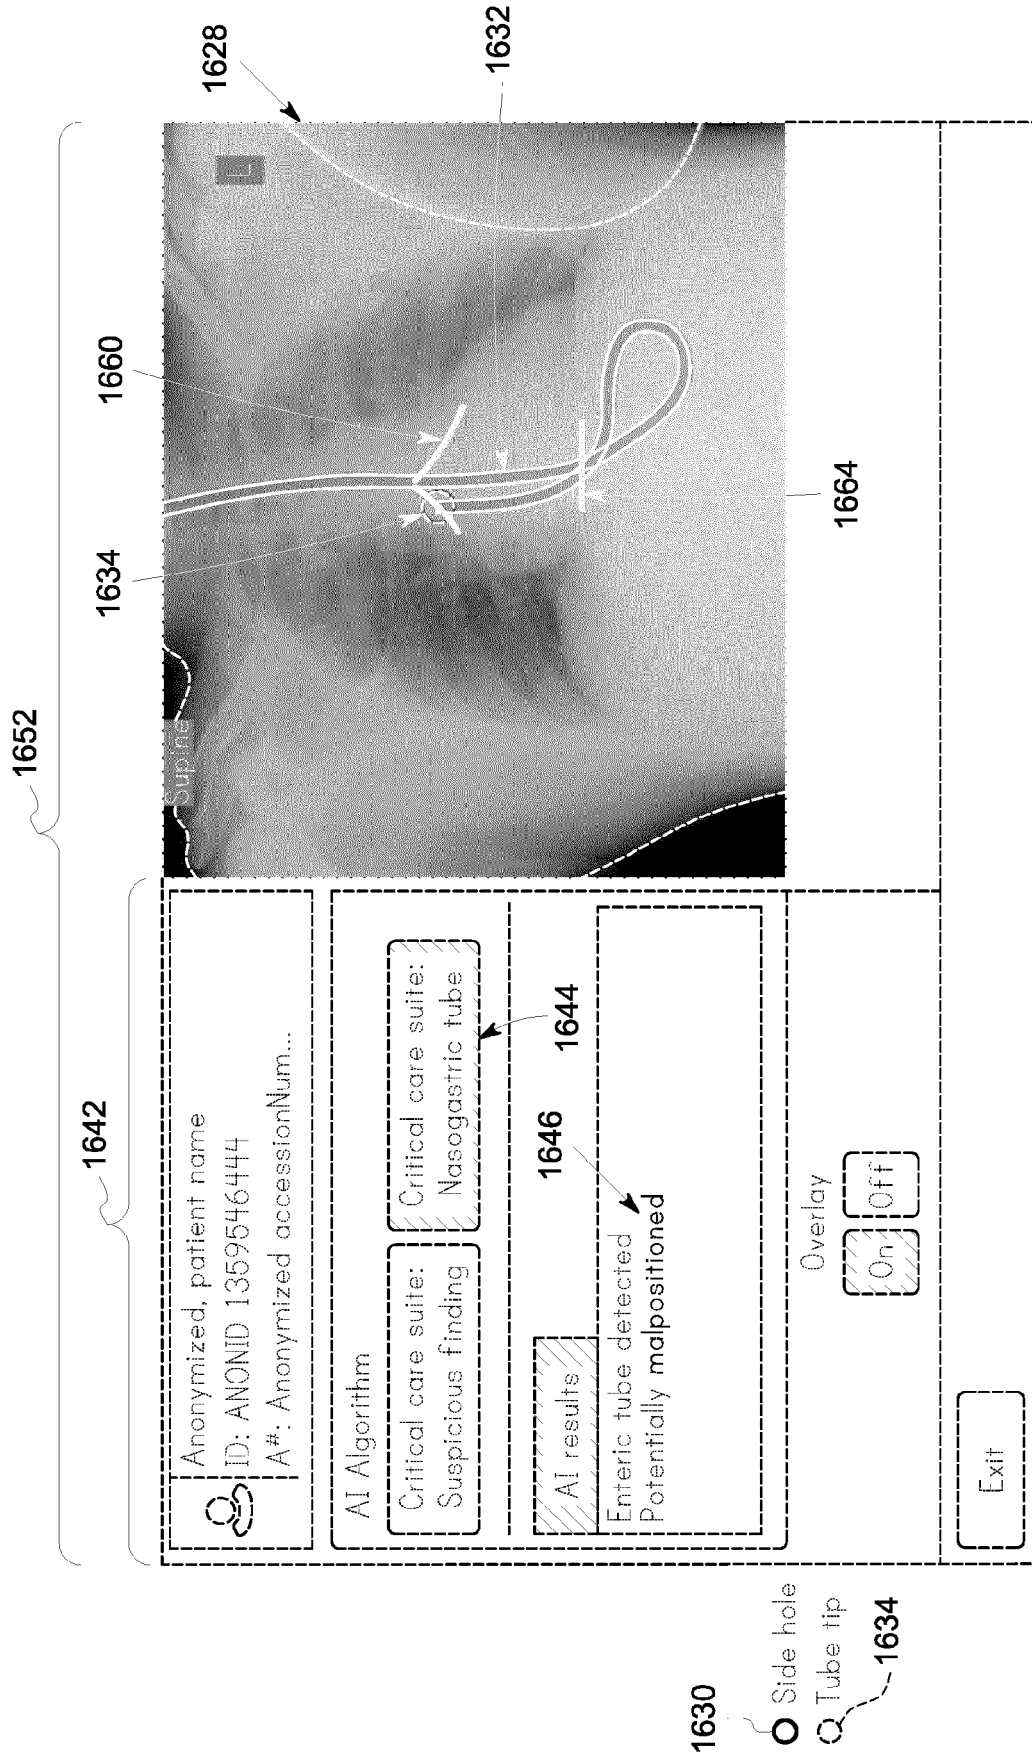 1652
1642
Anonymized, patient name
ID: ANONID 1359546444
A#: Anonymized accessionNum...
AI Algorithm
Critical care suite:
Suspicious finding
Critical care suite:
Nasogastric tube
1644
AI results
Enteric tube detected
Potentially malpositioned
1646
Overlay
On
Off
Exit
Supine
L
1628
1632
1660
1634
1664
1630
Side hole
Tube tip
1634